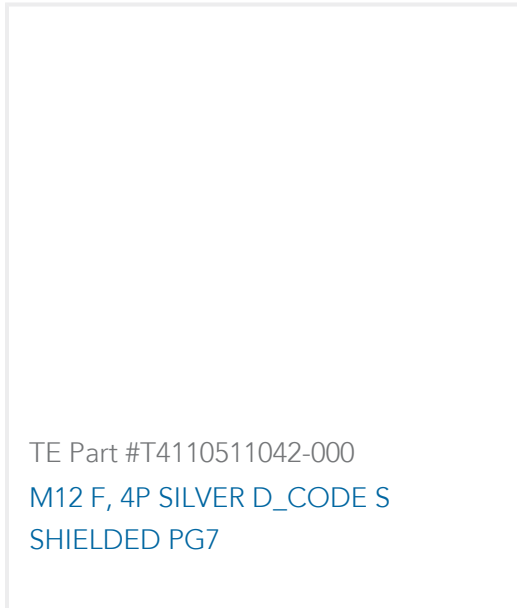 TE Part #T4110511042-000
M12 F, 4P SILVER D_CODE S
SHIELDED PG7